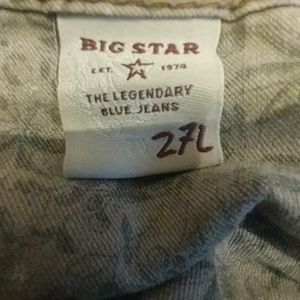 BIG STAR
EST. 1974
THE LEGENDARY
BLUE JEANS
27L